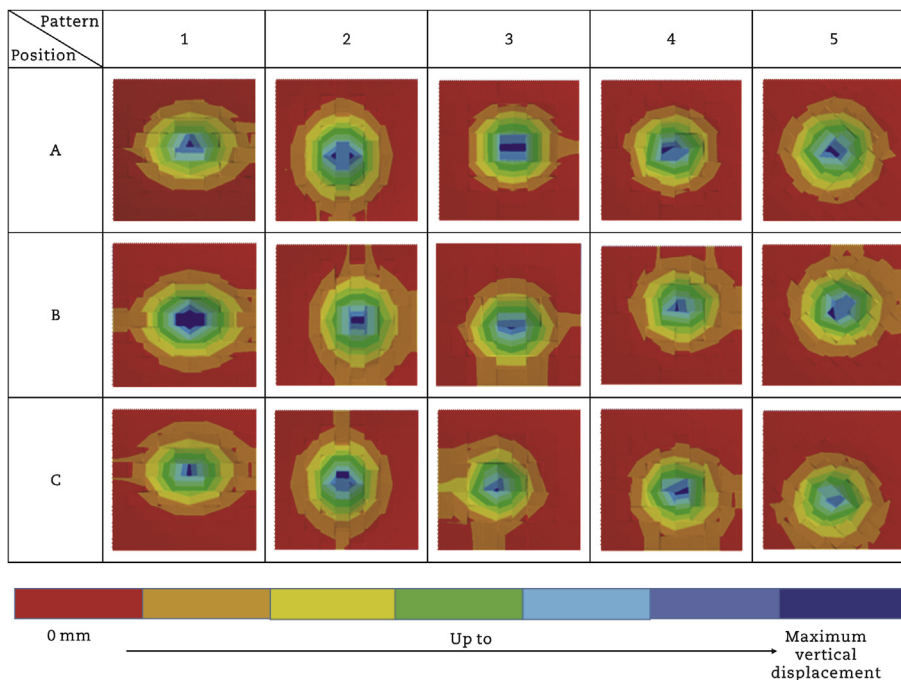 Pattern
Position
1 2 3 4 5
A
B
C
0 mm
Up to
Maximum
vertical
displacement